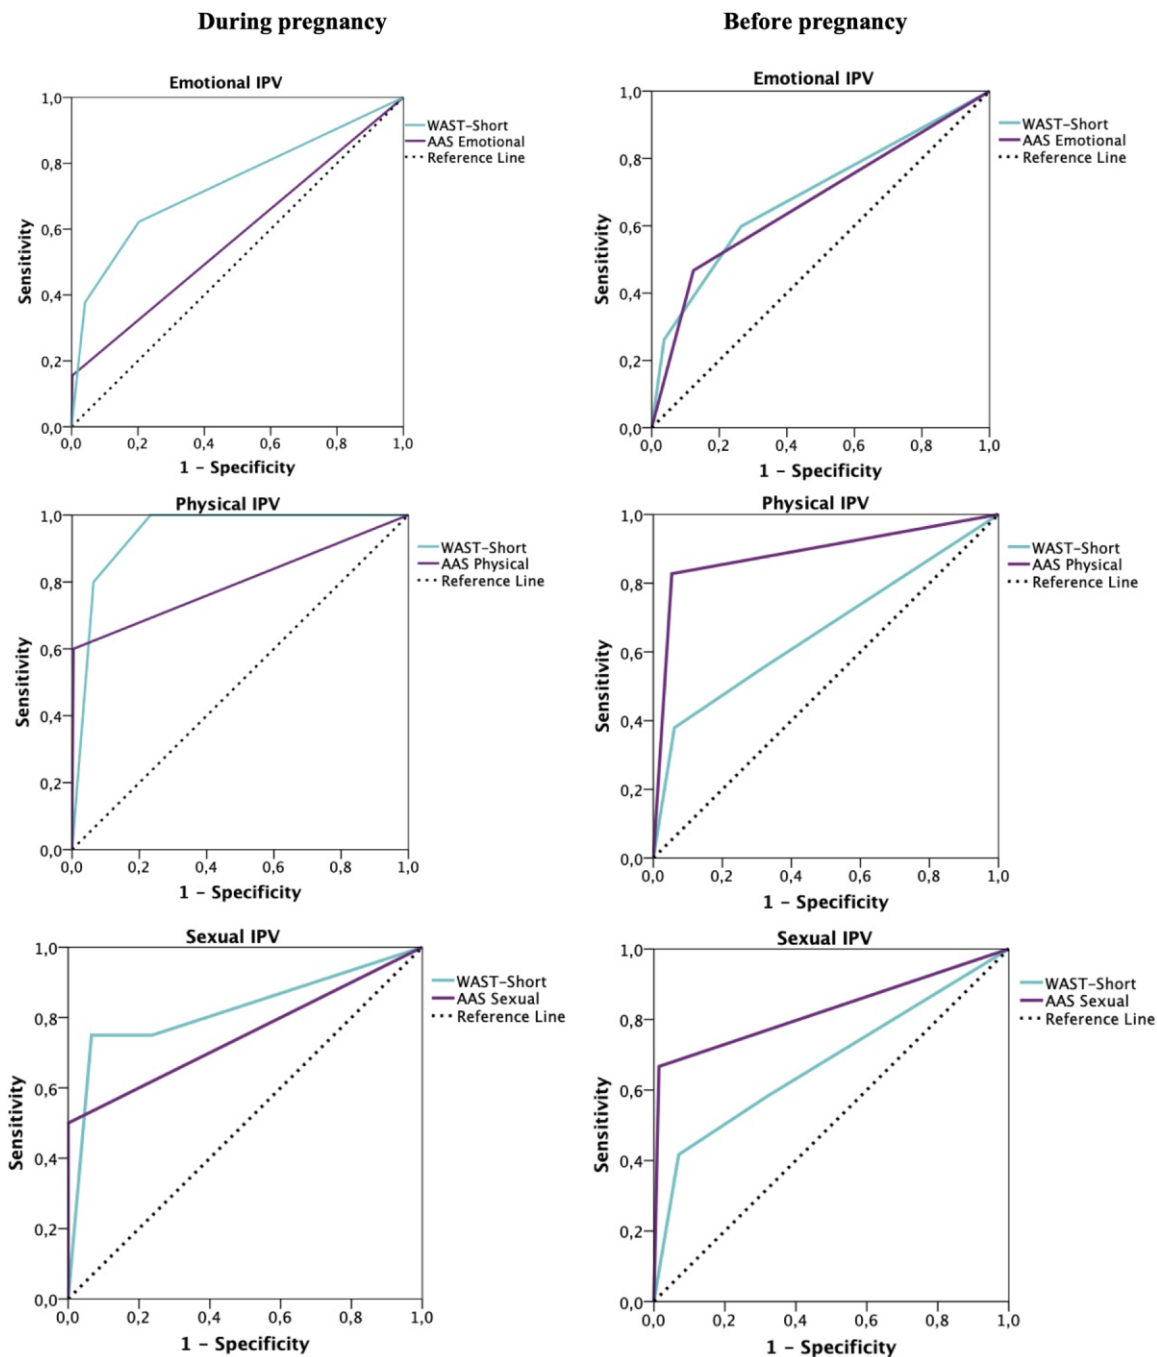 During pregnancy
Before pregnancy
Emotional IPV
1,0
0,8
0,6
0,4
0,2
0,0
0,0 0,2 0,4 0,6 0,8 1,0
Sensitivity
1 – Specificity
WAST-Short
AAS Emotional
Reference Line
Emotional IPV
1,0
0,8
0,6
0,4
0,2
0,0
0,0 0,2 0,4 0,6 0,8 1,0
Sensitivity
1 – Specificity
WAST-Short
AAS Emotional
Reference Line
Physical IPV
1,0
0,8
0,6
0,4
0,2
0,0
0,0 0,2 0,4 0,6 0,8 1,0
Sensitivity
1 – Specificity
WAST-Short
AAS Physical
Reference Line
Physical IPV
1,0
0,8
0,6
0,4
0,2
0,0
0,0 0,2 0,4 0,6 0,8 1,0
Sensitivity
1 – Specificity
WAST-Short
AAS Physical
Reference Line
Sexual IPV
1,0
0,8
0,6
0,4
0,2
0,0
0,0 0,2 0,4 0,6 0,8 1,0
Sensitivity
1 – Specificity
WAST-Short
AAS Sexual
Reference Line
Sexual IPV
1,0
0,8
0,6
0,4
0,2
0,0
0,0 0,2 0,4 0,6 0,8 1,0
Sensitivity
1 – Specificity
WAST-Short
AAS Sexual
Reference Line